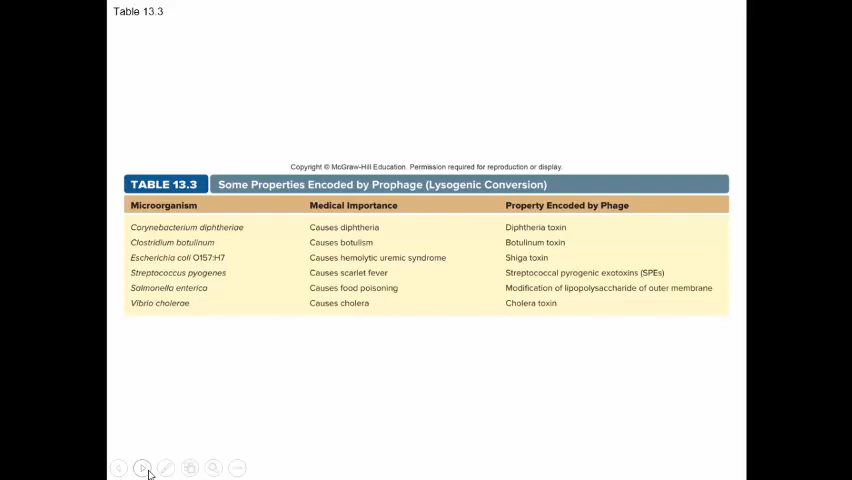 Table 13.3
Copyright © McGraw-Hill Education. Permission required for reproduction or display.
TABLE 13.3 Some Properties Encoded by Prophage (Lysogenic Conversion)
Microorganism Medical Importance Property Encoded by Phage
Corynebacterium diphtheriae Causes diphtheria Diphtheria toxin
Clostridium botulinum Causes botulism Botulinum toxin
Escherichia coli O157:H7 Causes hemolytic uremic syndrome Shiga toxin
Streptococcus pyogenes Causes scarlet fever Streptococcal pyrogenic exotoxins (SPEs)
Salmonella enterica Causes food poisoning Modification of lipopolysaccharide of outer membrane
Vibrio cholerae Causes cholera Cholera toxin